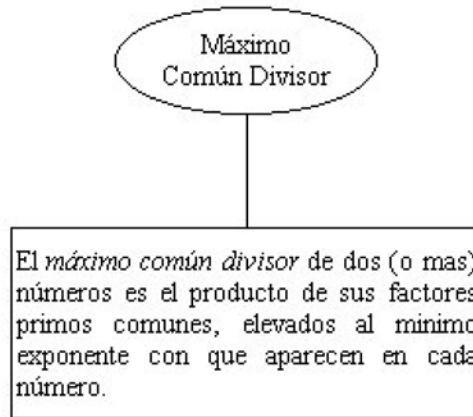 Máximo
Común Divisor
El máximo común divisor de dos (o mas)
números es el producto de sus factores
primos comunes, elevados al minimo
exponente con que aparecen en cada
número.